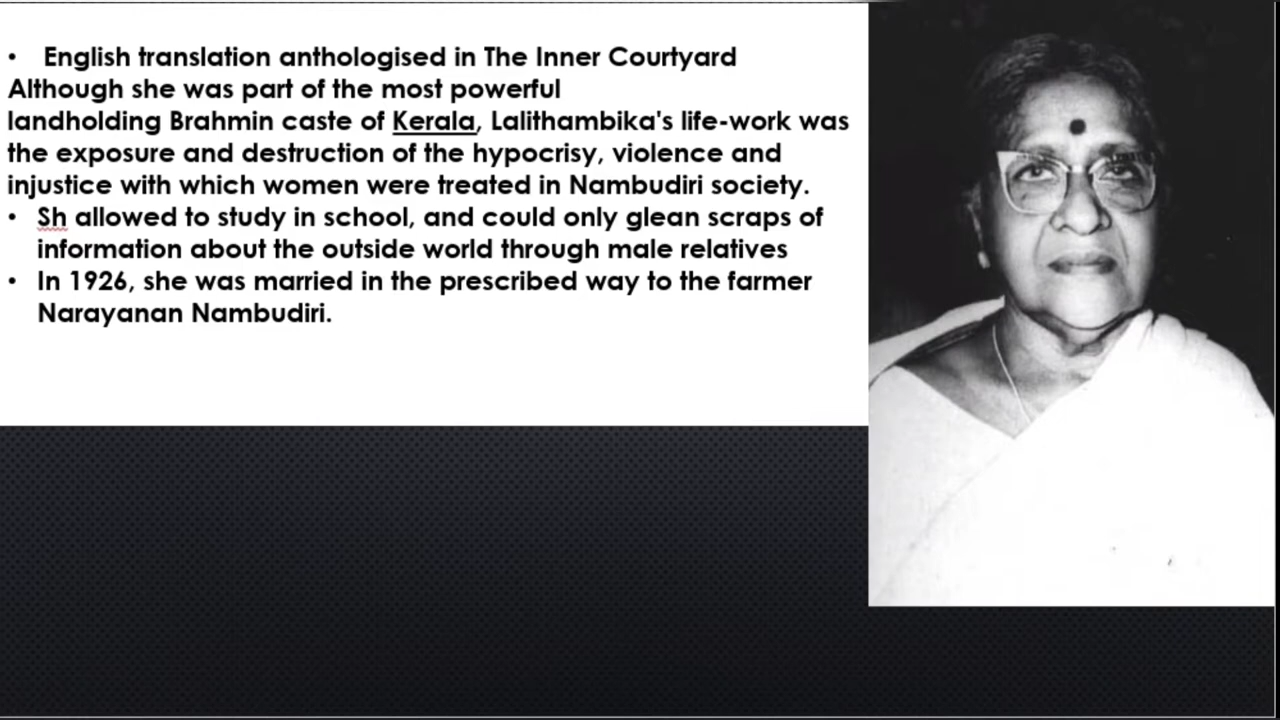 • English translation anthologised in The Inner Courtyard
Although she was part of the most powerful
landholding Brahmin caste of Kerala, Lalithambika's life-work was
the exposure and destruction of the hypocrisy, violence and
injustice with which women were treated in Nambudiri society.
• Sh allowed to study in school, and could only glean scraps of
information about the outside world through male relatives
• In 1926, she was married in the prescribed way to the farmer
Narayanan Nambudiri.